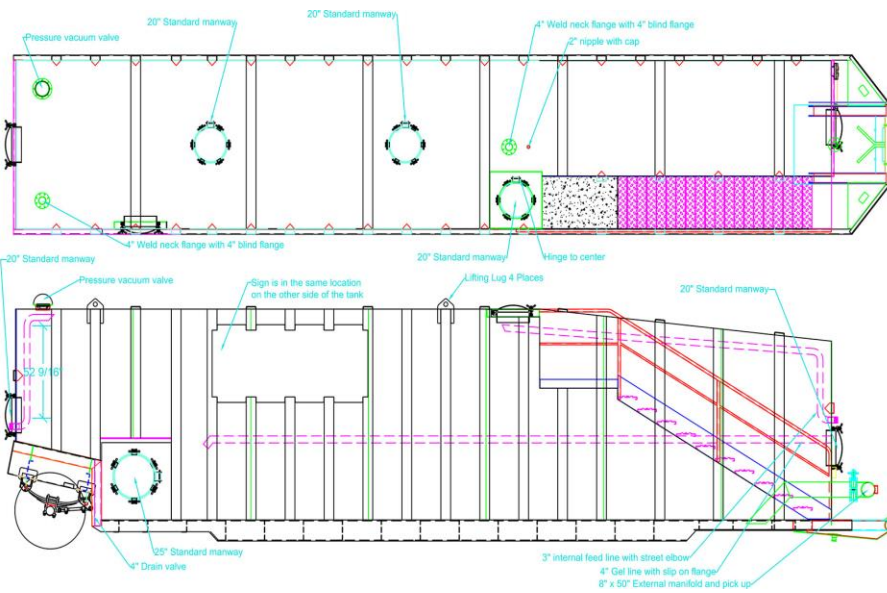 20" Standard manway
20" Standard manway
4" Weld neck flange with 4" blind flange
2" nipple with cap
Pressure vacuum valve
4" Weld neck flange with 4" blind flange
20" Standard manway
Hinge to center
20" Standard manway
Pressure vacuum valve
Sign is in the same location
on the other side of the tank
Lifting Lug 4 Places
20" Standard manway
52 9/16"
25" Standard manway
4" Drain valve
3" internal feed line with street elbow
4" Gel line with slip on flange
8" x 50" External manifold and pick up